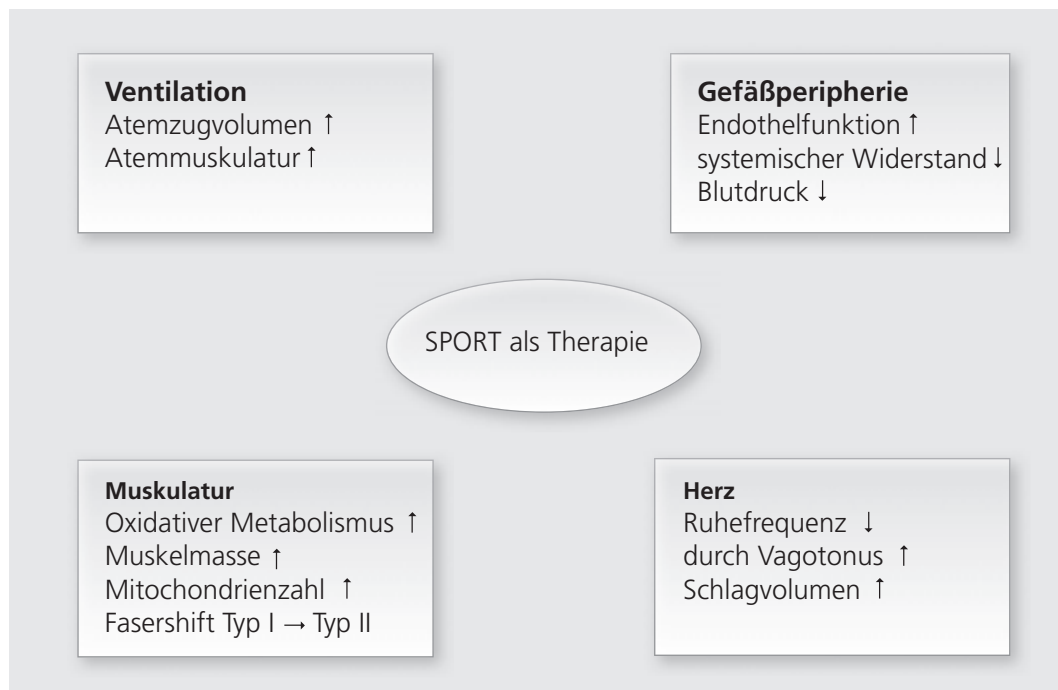 Ventilation
Atemzugvolumen ↑
Atemmuskulatur ↑
Gefäßperipherie
Endothelfunktion ↑
systemischer Widerstand ↓
Blutdruck ↓
SPORT als Therapie
Muskulatur
Oxidativer Metabolismus ↑
Muskelmasse ↑
Mitochondrienzahl ↑
Fasershift Typ I → Typ II
Herz
Ruhefrequenz ↓
durch Vagotonus ↑
Schlagvolumen ↑